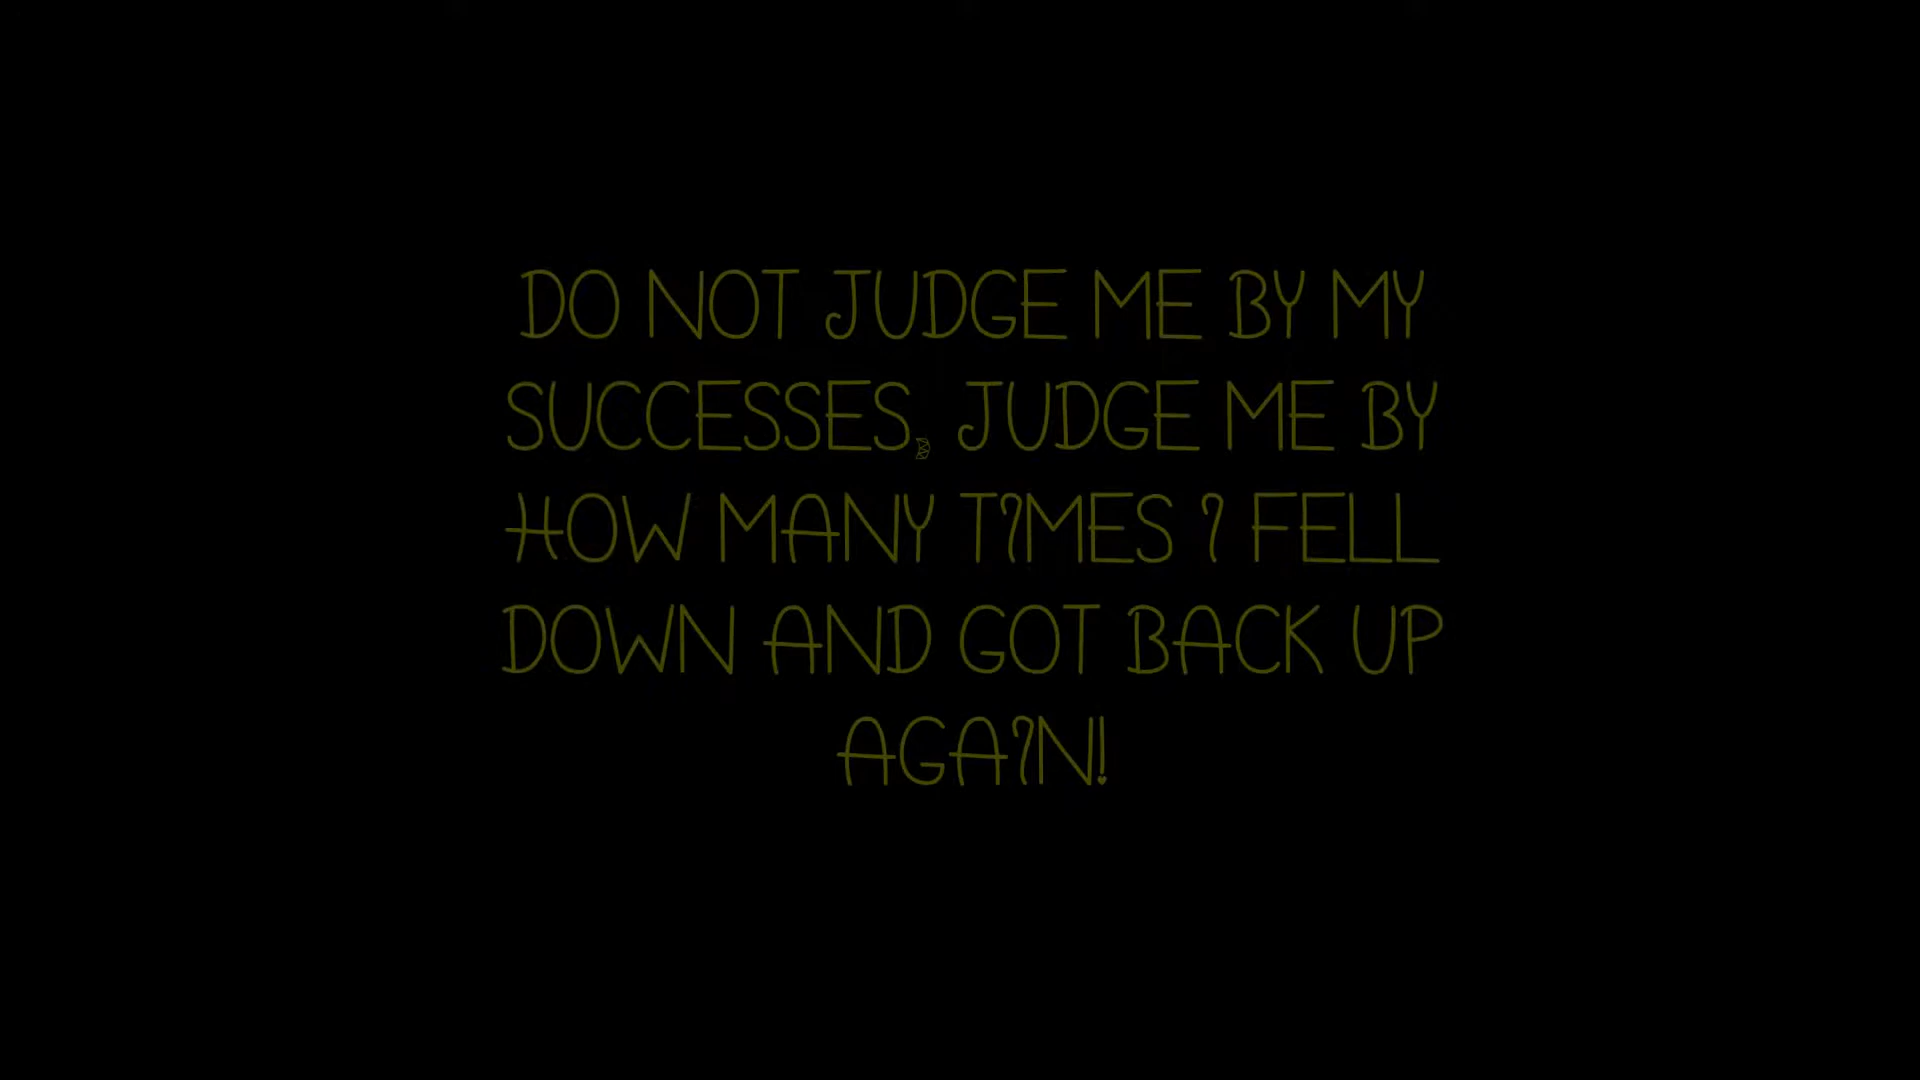 DO NOT JUDGE ME BY MY
SUCCESSES, JUDGE ME BY
HOW MANY TIMES I FELL
DOWN AND GOT BACK UP
AGAIN!